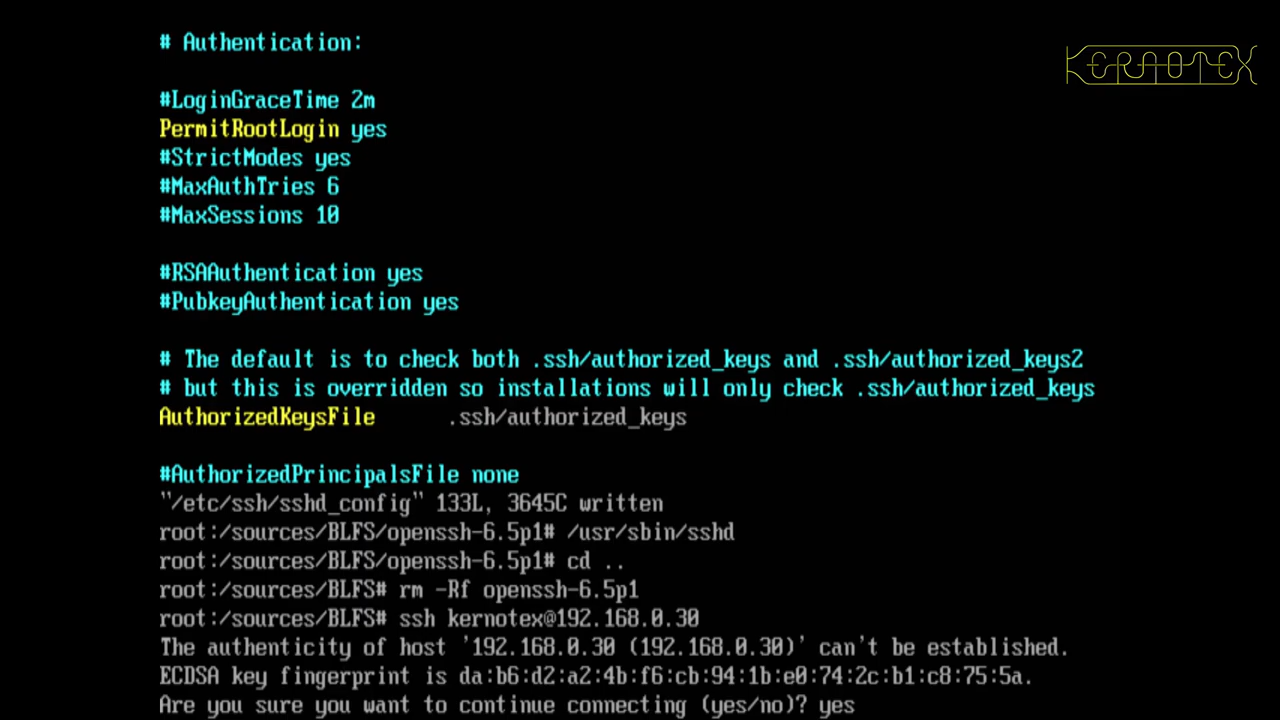 # Authentication:
KERNOTEX
#LoginGraceTime 2m
PermitRootLogin yes
#StrictModes yes
#MaxAuthTries 6
#MaxSessions 10
#RSAAuthentication yes
#PubkeyAuthentication yes
# The default is to check both .ssh/authorized_keys and .ssh/authorized_keys2
# but this is overridden so installations will only check .ssh/authorized_keys
AuthorizedKeysFile .ssh/authorized_keys
#AuthorizedPrincipalsFile none
"/etc/ssh/sshd_config" 133L, 3645C written
root:/sources/BLFS/openssh-6.5p1# /usr/sbin/sshd
root:/sources/BLFS/openssh-6.5p1# cd ..
root:/sources/BLFS# rm -Rf openssh-6.5p1
root:/sources/BLFS# ssh kernotex@192.168.0.30
The authenticity of host '192.168.0.30 (192.168.0.30)' can't be established.
ECDSA key fingerprint is da:b6:d2:a2:4b:f6:cb:94:1b:e0:74:2c:b1:c8:75:5a.
Are you sure you want to continue connecting (yes/no)? yes